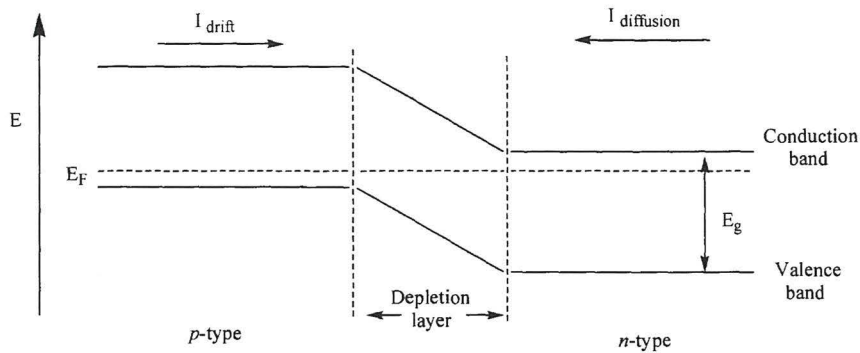 I drift
I diffusion
E
Conduction
band
E_F
E_g
Valence
band
Depletion
layer
p-type
n-type